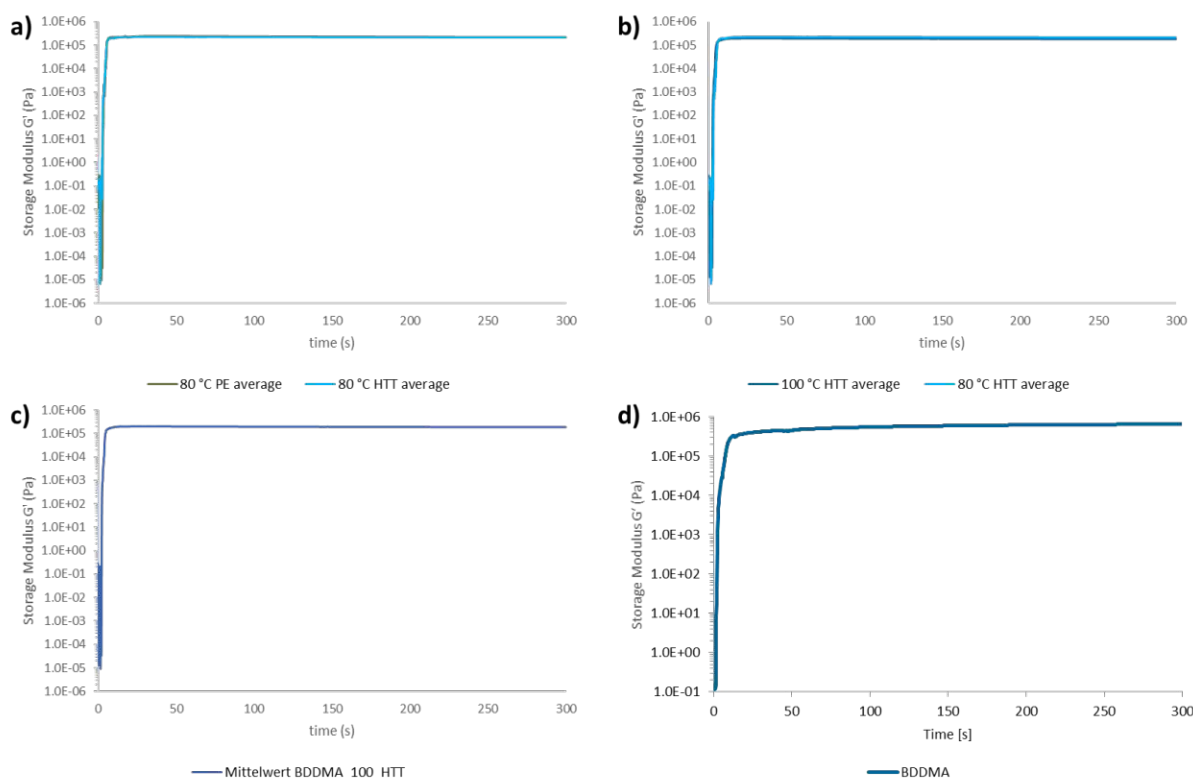 a)
Storage Modulus G' (Pa)
1.0E+06
1.0E+05
1.0E+04
1.0E+03
1.0E+02
1.0E+01
1.0E+00
1.0E-01
1.0E-02
1.0E-03
1.0E-04
1.0E-05
1.0E-06
0 50 100 150 200 250 300
time (s)
80 °C PE average 80 °C HTT average
b)
Storage Modulus G' (Pa)
1.0E+06
1.0E+05
1.0E+04
1.0E+03
1.0E+02
1.0E+01
1.0E+00
1.0E-01
1.0E-02
1.0E-03
1.0E-04
1.0E-05
1.0E-06
0 50 100 150 200 250 300
time (s)
100 °C HTT average 80 °C HTT average
c)
Storage Modulus G' (Pa)
1.0E+06
1.0E+05
1.0E+04
1.0E+03
1.0E+02
1.0E+01
1.0E+00
1.0E-01
1.0E-02
1.0E-03
1.0E-04
1.0E-05
1.0E-06
0 50 100 150 200 250 300
time (s)
Mittelwert BDDMA 100 HTT
d)
Storage Modulus G' (Pa)
1.0E+06
1.0E+05
1.0E+04
1.0E+03
1.0E+02
1.0E+01
1.0E+00
1.0E-01
0 50 100 150 200 250 300
Time [s]
BDDMA